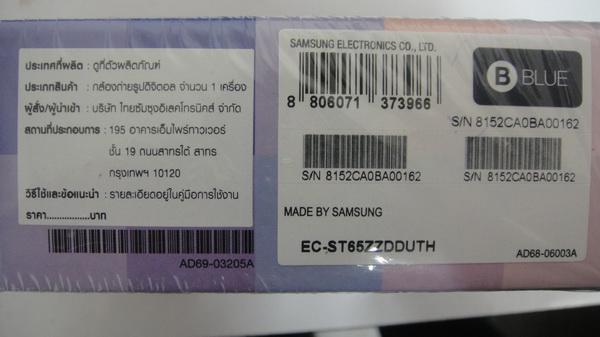 ประเทศที่ผลิต : ดูที่ตัวผลิตภัณฑ์
ประเภทสินค้า : กล้องถ่ายรูปดิจิตอล จำนวน 1 เครื่อง
ผู้สั่ง/ผู้นำเข้า : บริษัท ไทยซัมซุงอิเลคโทรนิคส์ จำกัด
สถานที่ประกอบการ : 195 อาคารเอ็มไพร์ทาวเวอร์
ชั้น 19 ถนนสาทรใต้ สาทร
กรุงเทพฯ 10120
วิธีใช้และข้อแนะนำ : รายละเอียดอยู่ในคู่มือการใช้งาน
ราคา................บาท
AD69-03205A
SAMSUNG ELECTRONICS CO., LTD.
B BLUE
8 806071 373966
S/N 8152CA0BA00162
S/N 8152CA0BA00162
S/N 8152CA0BA00162
MADE BY SAMSUNG
EC-ST65ZZDDUTH
AD68-06003A